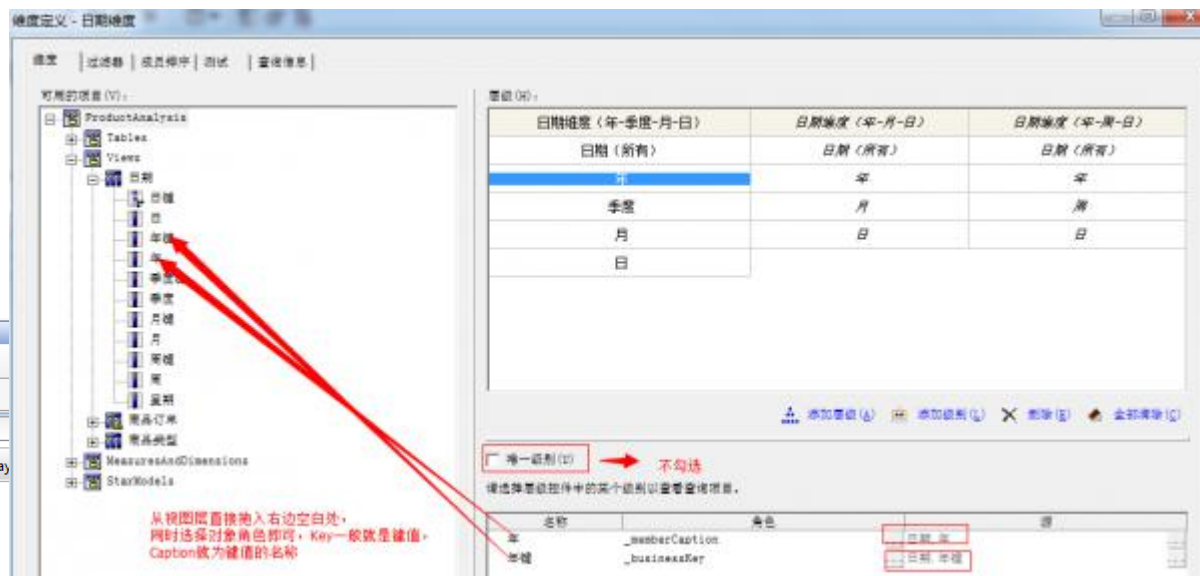 维度定义 - 日期维度
维度 过滤器 成员排序 测试 查询信息
可用的项目(V):
层级(H):
ProductAnalysis
Tables
Views
日期
日键
日
年键
年
季度键
季度
月键
月
周键
周
星期
商品订单
商品类型
MeasuresAndDimensions
StarModels
日期维度(年-季度-月-日) 日期维度(年-月-日) 日期维度(年-周-日)
日期(所有) 日期(所有) 日期(所有)
年 年 年
季度 月 周
月 日 日
日
添加层级(A) 添加级别(L) 删除(E) 全部清除(C)
唯一级别(U) 不勾选
请选择层级控件中的某个级别以查看查询项目。
名称 角色 源
年 _memberCaption 日期.年
年键 _businessKey 日期.年键
从视图层直接拖入右边空白处,
同时选择对象角色即可,Key一般就是键值,
Caption做为键值的名称